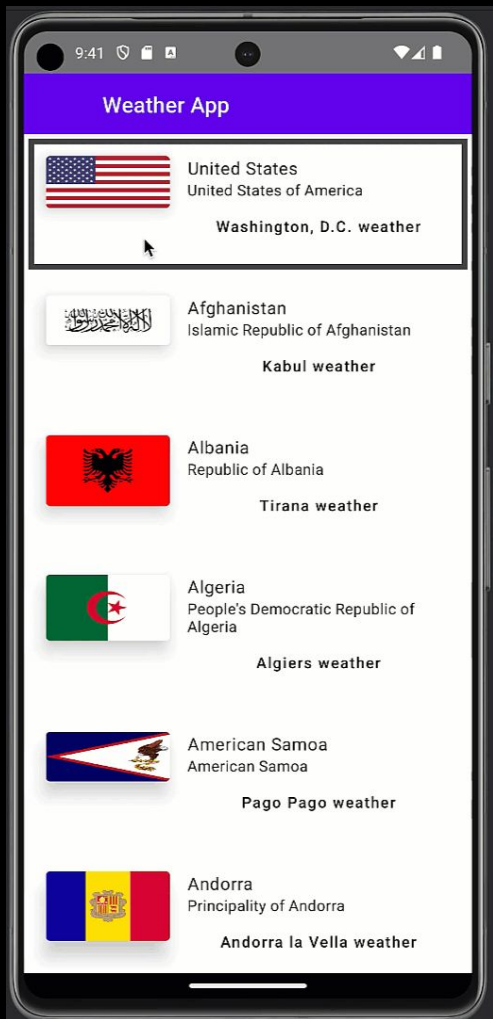 9:41
Weather App
United States
United States of America
Washington, D.C. weather
Afghanistan
Islamic Republic of Afghanistan
Kabul weather
Albania
Republic of Albania
Tirana weather
Algeria
People's Democratic Republic of
Algeria
Algiers weather
American Samoa
American Samoa
Pago Pago weather
Andorra
Principality of Andorra
Andorra la Vella weather